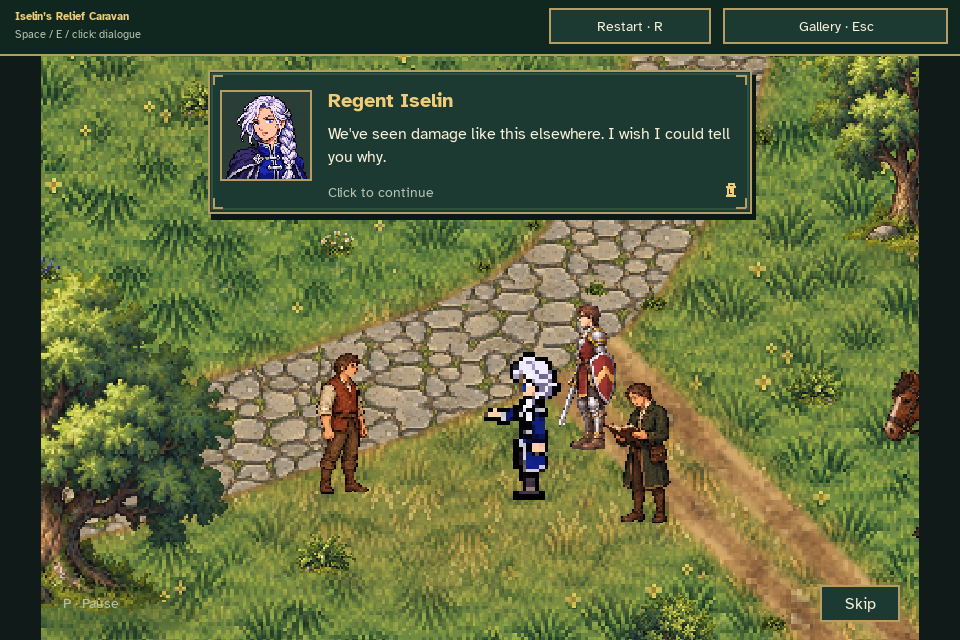 Iselin's Relief Caravan
Space / E / click: dialogue
Restart · R
Gallery · Esc
Regent Iselin
We've seen damage like this elsewhere. I wish I could tell
you why.
Click to continue
P · Pause
Skip